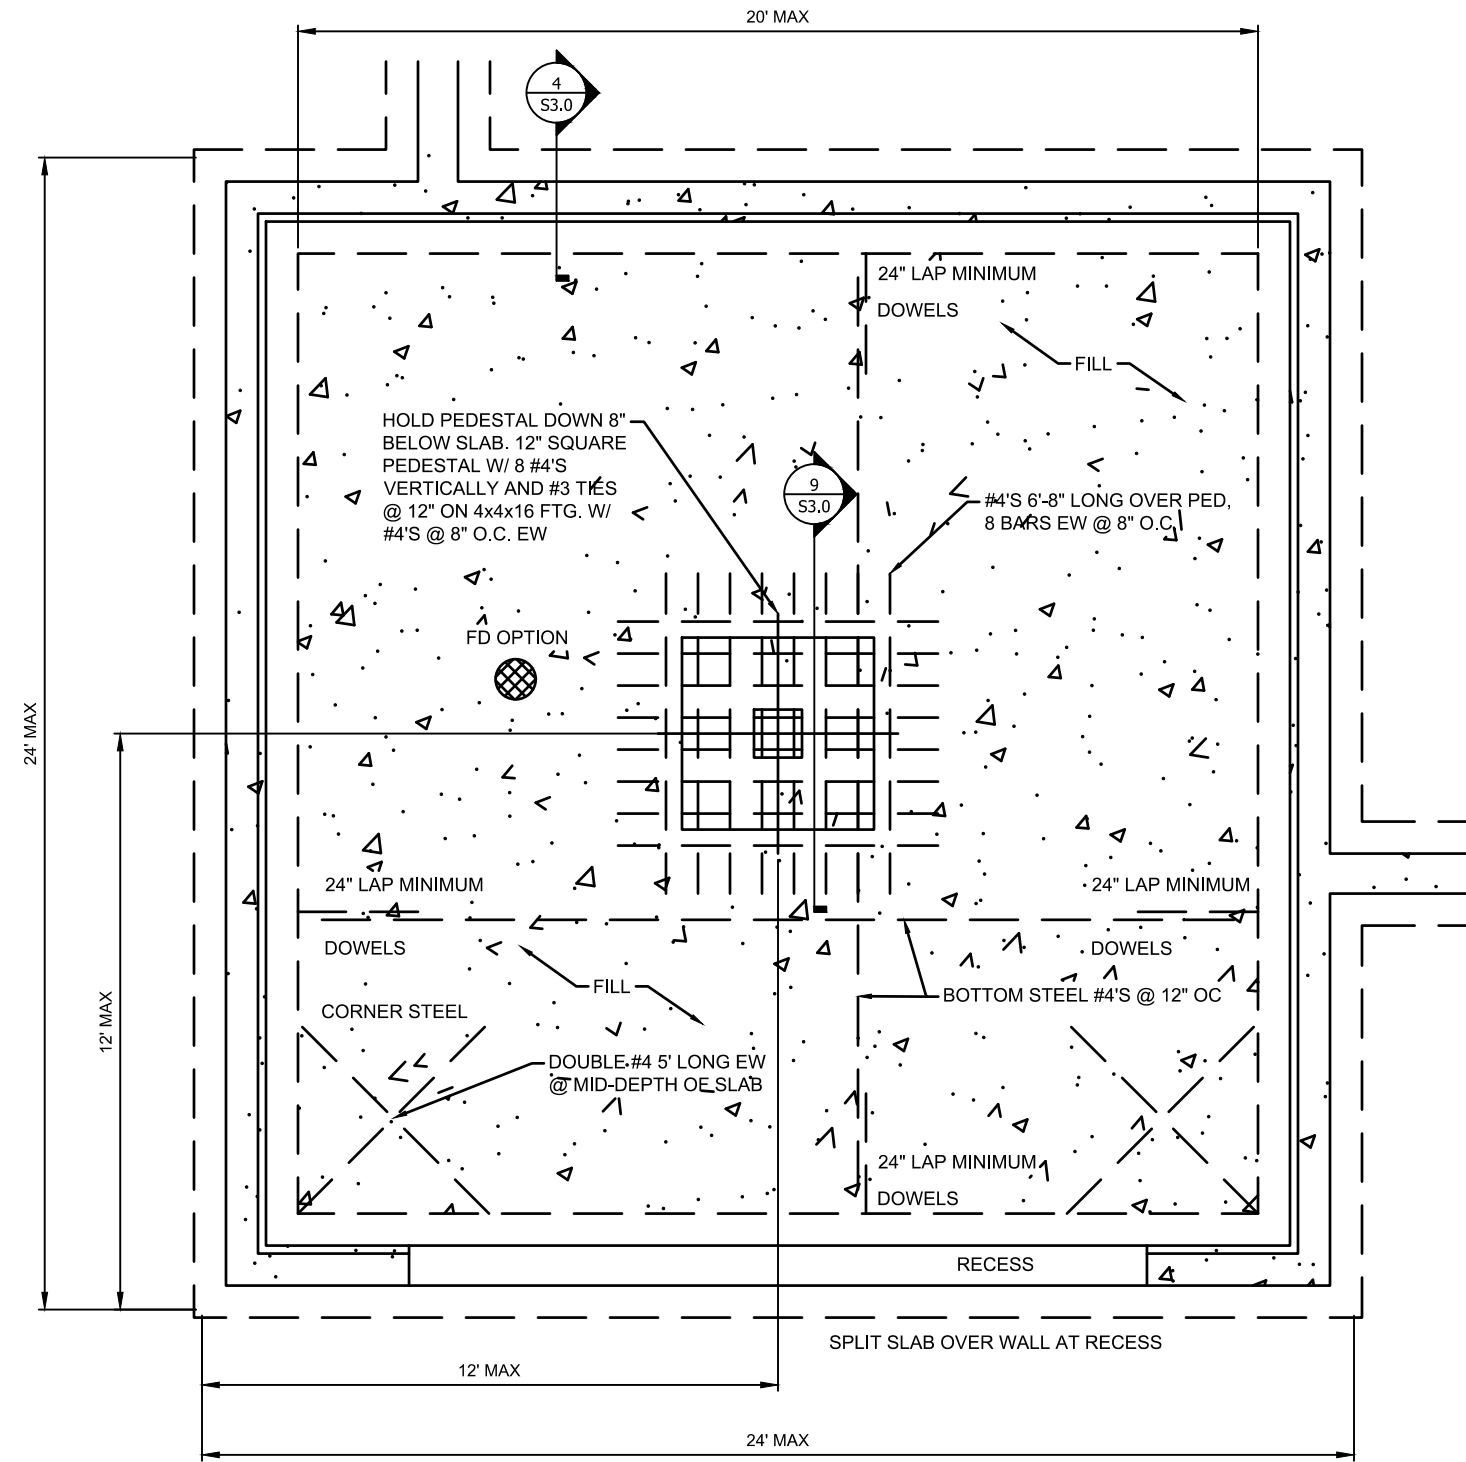 20' MAX
4
S3.0
24" LAP MINIMUM
DOWELS
FILL
HOLD PEDESTAL DOWN 8"
BELOW SLAB. 12" SQUARE
PEDESTAL W/ 8 #4'S
VERTICALLY AND #3 TIES
@ 12" ON 4x4x16 FTG. W/
#4'S @ 8" O.C. EW
9
S3.0
#4'S 6'-8" LONG OVER PED,
8 BARS EW @ 8" O.C.
FD OPTION
24' MAX
24" LAP MINIMUM
24" LAP MINIMUM
DOWELS
DOWELS
FILL
BOTTOM STEEL #4'S @ 12" OC
CORNER STEEL
12' MAX
DOUBLE #4 5' LONG EW
@ MID-DEPTH OF SLAB
24" LAP MINIMUM
DOWELS
RECESS
SPLIT SLAB OVER WALL AT RECESS
12' MAX
24' MAX